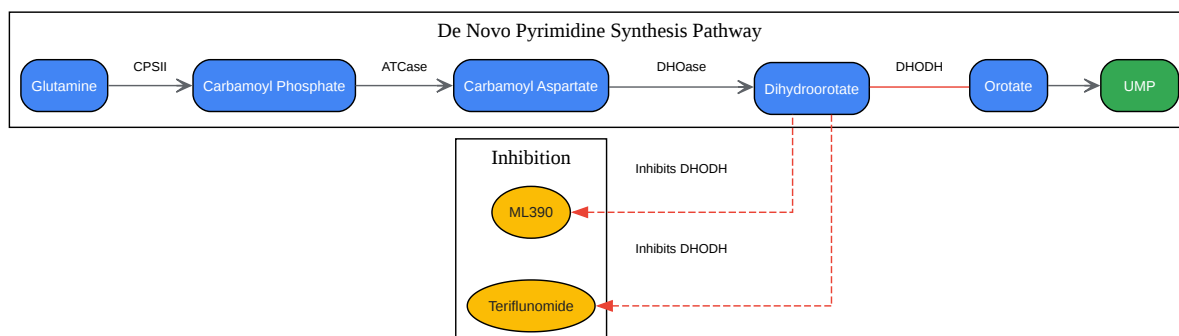 De Novo Pyrimidine Synthesis Pathway
Glutamine
CPSII
Carbamoyl Phosphate
ATCase
Carbamoyl Aspartate
DHOase
Dihydroorotate
DHODH
Orotate
UMP
Inhibition
Inhibits DHODH
ML390
Inhibits DHODH
Teriflunomide